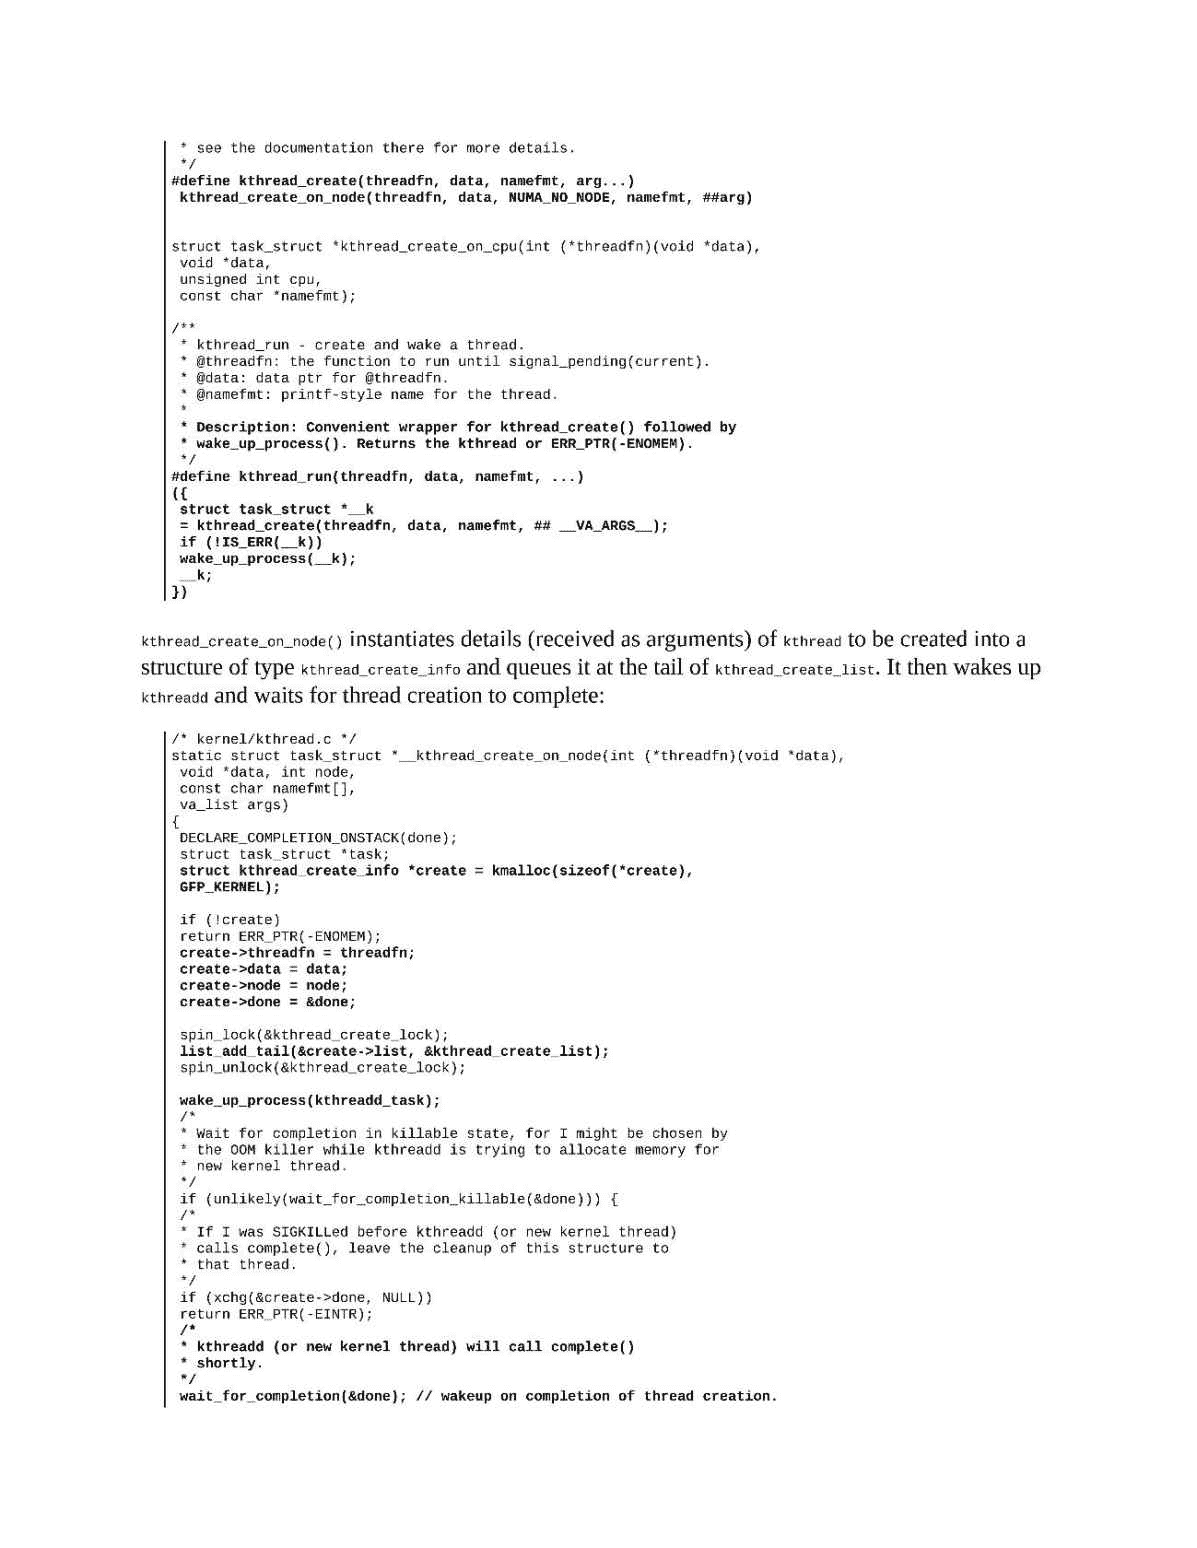 * see the documentation there for more details.
 */
#define kthread_create(threadfn, data, namefmt, arg...)
 kthread_create_on_node(threadfn, data, NUMA_NO_NODE, namefmt, ##arg)
struct task_struct *kthread_create_on_cpu(int (*threadfn)(void *data),
 void *data,
 unsigned int cpu,
 const char *namefmt);
/**
 * kthread_run - create and wake a thread.
 * @threadfn: the function to run until signal_pending(current).
 * @data: data ptr for @threadfn.
 * @namefmt: printf-style name for the thread.
 *
 * Description: Convenient wrapper for kthread_create() followed by
 * wake_up_process(). Returns the kthread or ERR_PTR(-ENOMEM).
 */
#define kthread_run(threadfn, data, namefmt, ...)
({
 struct task_struct *__k
 = kthread_create(threadfn, data, namefmt, ## __VA_ARGS__);
 if (!IS_ERR(__k))
 wake_up_process(__k);
 __k;
})
kthread_create_on_node() instantiates details (received as arguments) of kthread to be created into a
structure of type kthread_create_info and queues it at the tail of kthread_create_list. It then wakes up
kthreadd and waits for thread creation to complete:
/* kernel/kthread.c */
static struct task_struct *__kthread_create_on_node(int (*threadfn)(void *data),
 void *data, int node,
 const char namefmt[],
 va_list args)
{
 DECLARE_COMPLETION_ONSTACK(done);
 struct task_struct *task;
 struct kthread_create_info *create = kmalloc(sizeof(*create),
 GFP_KERNEL);
 if (!create)
 return ERR_PTR(-ENOMEM);
 create->threadfn = threadfn;
 create->data = data;
 create->node = node;
 create->done = &done;
 spin_lock(&kthread_create_lock);
 list_add_tail(&create->list, &kthread_create_list);
 spin_unlock(&kthread_create_lock);
 wake_up_process(kthreadd_task);
 /*
 * Wait for completion in killable state, for I might be chosen by
 * the OOM killer while kthreadd is trying to allocate memory for
 * new kernel thread.
 */
 if (unlikely(wait_for_completion_killable(&done))) {
 /*
 * If I was SIGKILLed before kthreadd (or new kernel thread)
 * calls complete(), leave the cleanup of this structure to
 * that thread.
 */
 if (xchg(&create->done, NULL))
 return ERR_PTR(-EINTR);
 /*
 * kthreadd (or new kernel thread) will call complete()
 * shortly.
 */
 wait_for_completion(&done); // wakeup on completion of thread creation.